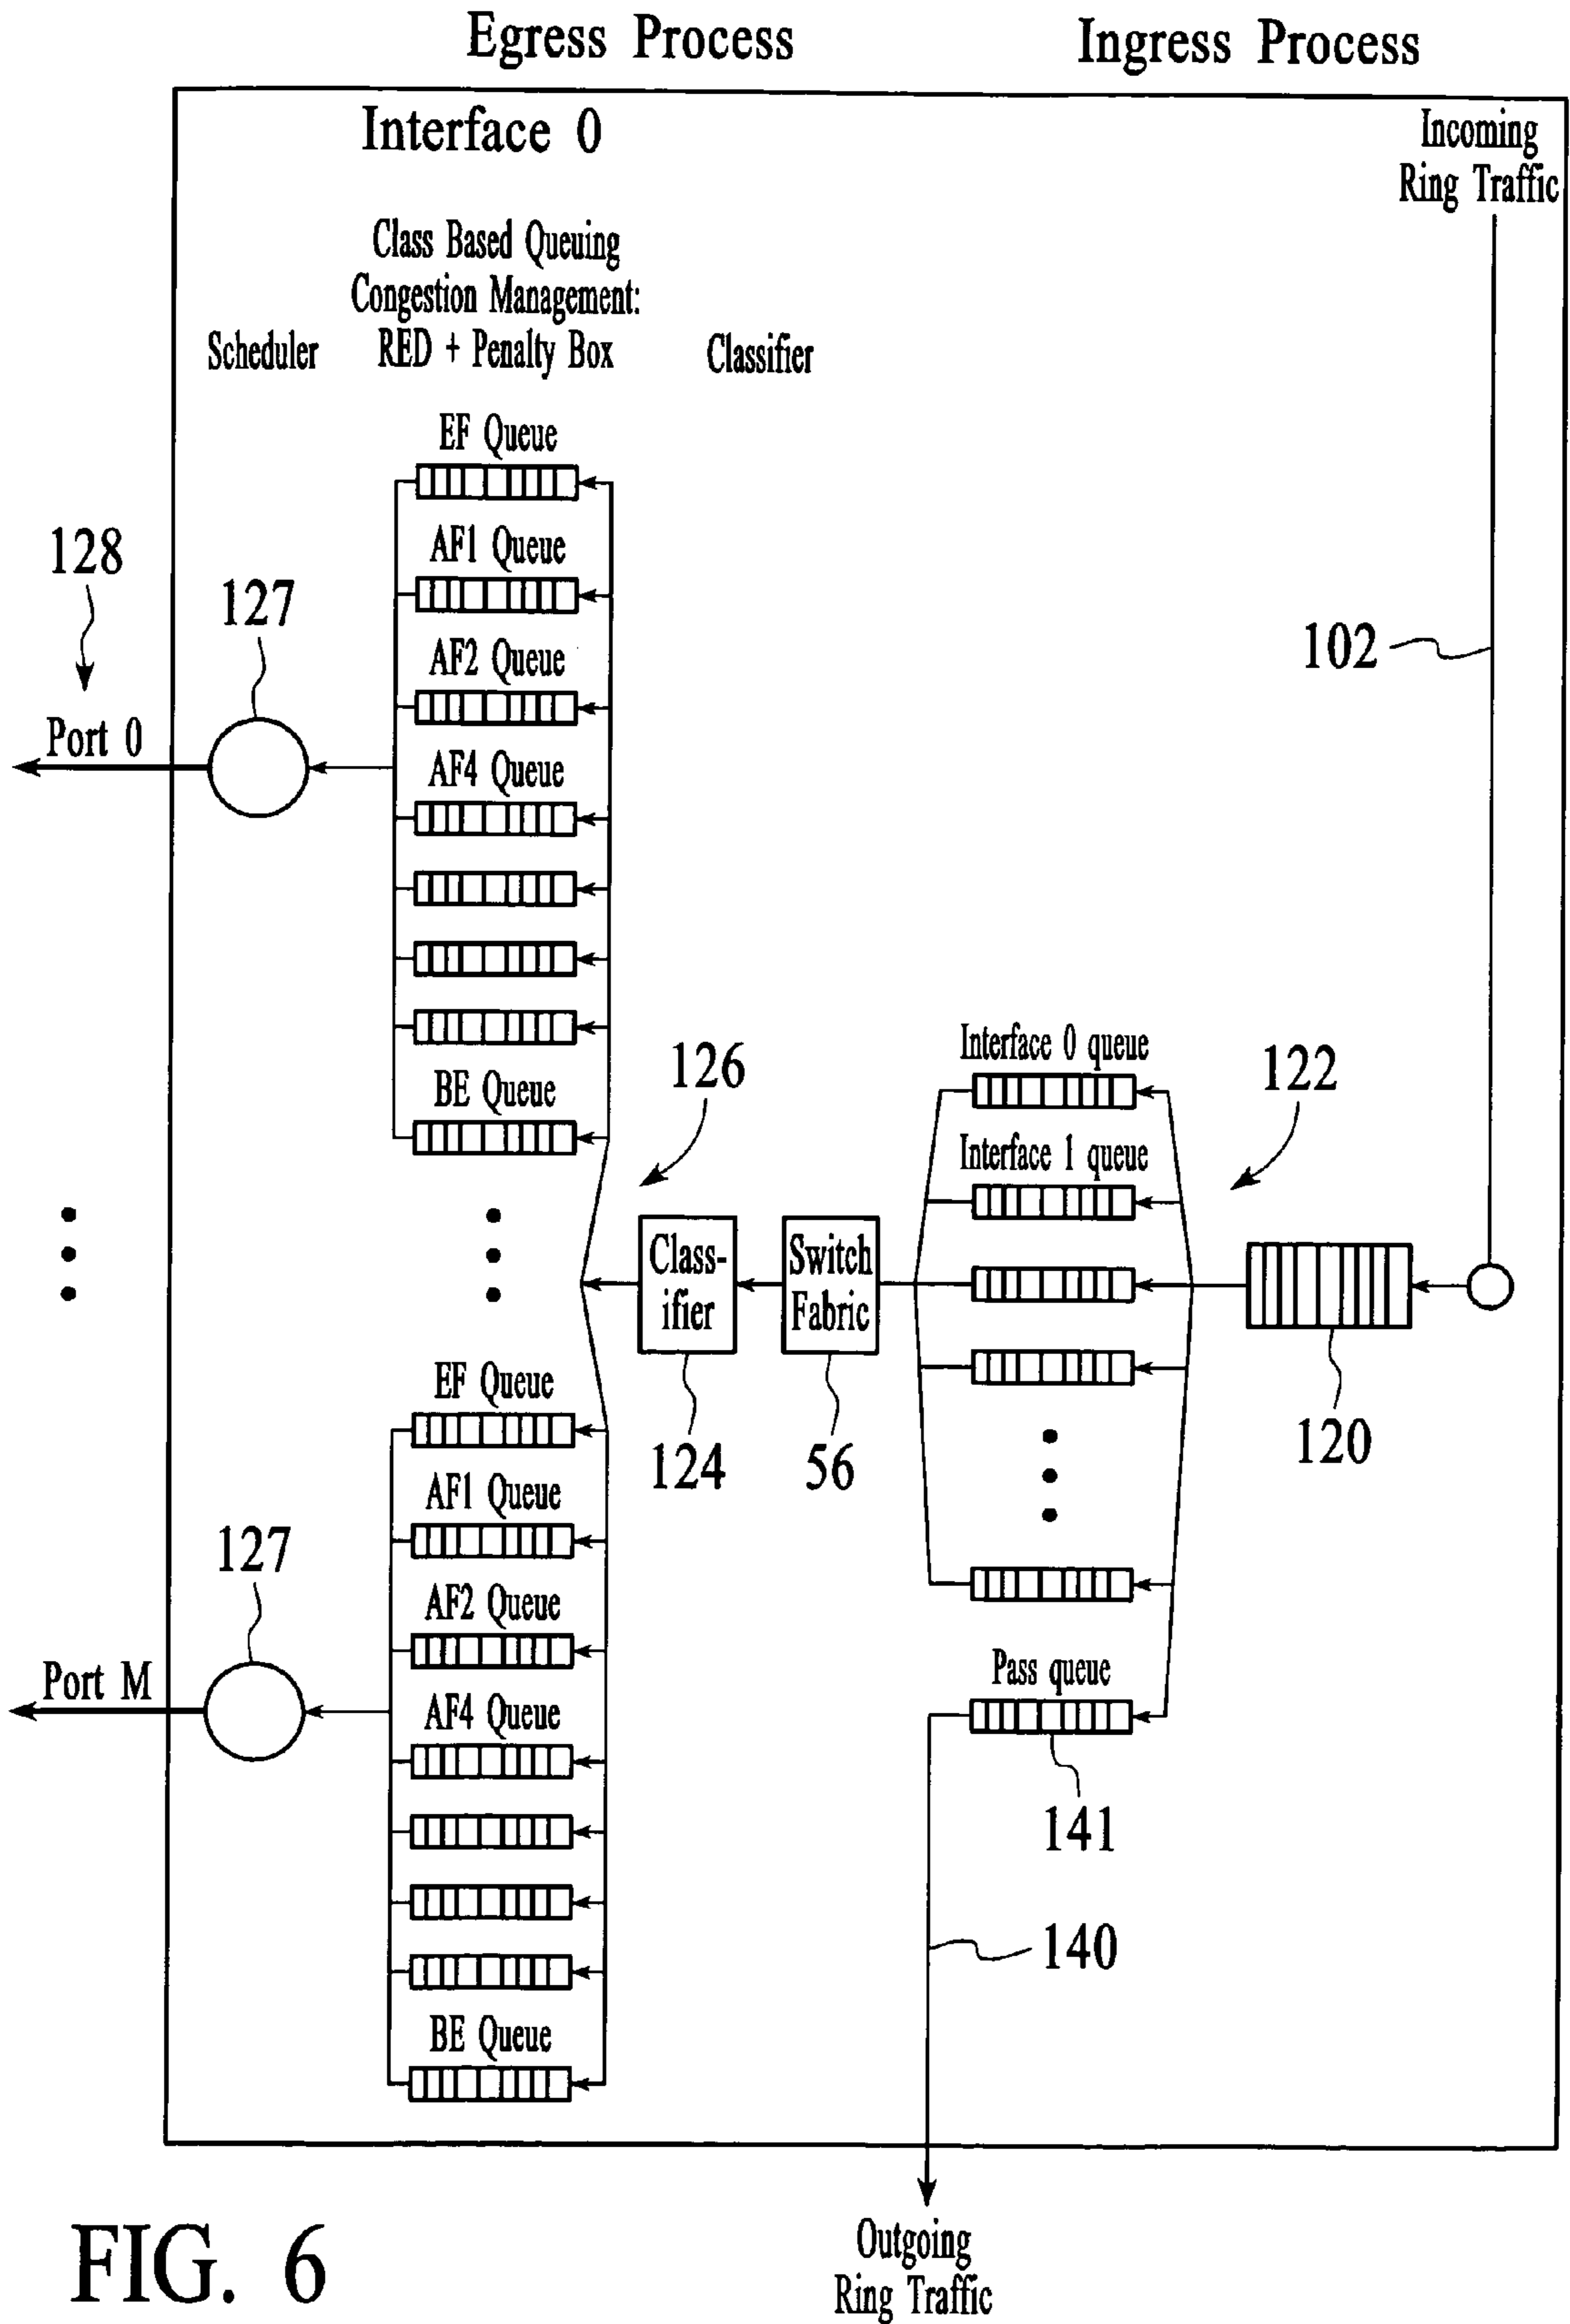 Egress Process
Ingress Process
Interface 0
Incoming
Ring Traffic
Class Based Queuing
Congestion Management:
RED + Penalty Box
Scheduler
Classifier
EF Queue
AF1 Queue
AF2 Queue
AF4 Queue
BE Queue
128
127
Port 0
102
126
122
Interface 0 queue
Interface 1 queue
Class-
ifier
Switch
Fabric
124
56
120
EF Queue
AF1 Queue
AF2 Queue
AF4 Queue
BE Queue
127
Port M
Pass queue
141
140
Outgoing
Ring Traffic
FIG. 6